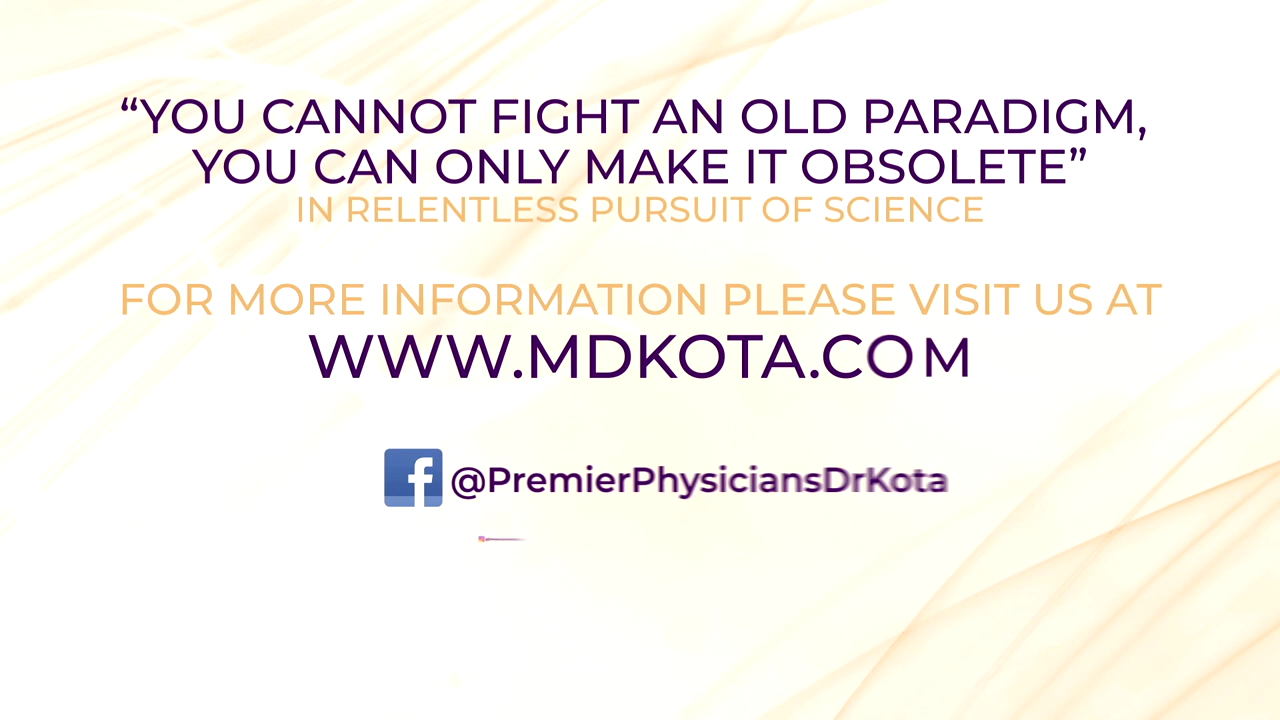 “YOU CANNOT FIGHT AN OLD PARADIGM,
YOU CAN ONLY MAKE IT OBSOLETE”
IN RELENTLESS PURSUIT OF SCIENCE
FOR MORE INFORMATION PLEASE VISIT US AT
WWW.MDKOTA.COM
@PremierPhysiciansDrKota